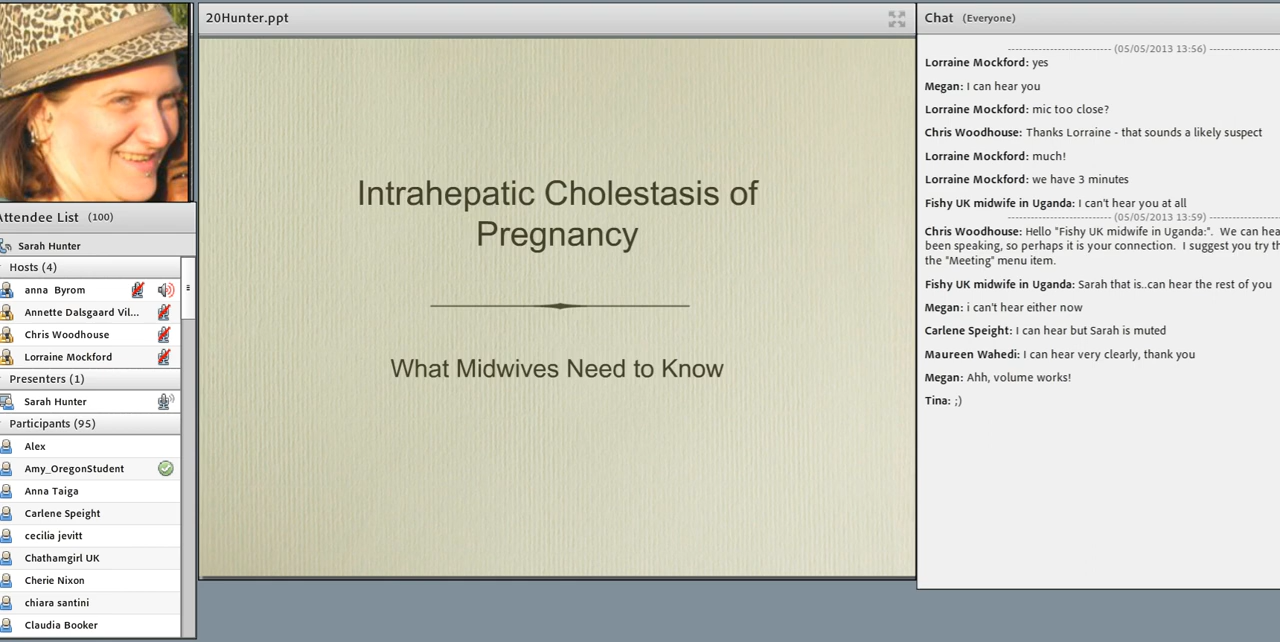 20Hunter.ppt
Intrahepatic Cholestasis of
Pregnancy
What Midwives Need to Know
Attendee List (100)
Sarah Hunter
Hosts (4)
anna Byrom
Annette Dalsgaard Vil...
Chris Woodhouse
Lorraine Mockford
Presenters (1)
Sarah Hunter
Participants (95)
Alex
Amy_OregonStudent
Anna Taiga
Carlene Speight
cecilia jevitt
Chathamgirl UK
Cherie Nixon
chiara santini
Claudia Booker
Chat (Everyone)
(05/05/2013 13:56)
Lorraine Mockford: yes
Megan: I can hear you
Lorraine Mockford: mic too close?
Chris Woodhouse: Thanks Lorraine - that sounds a likely suspect
Lorraine Mockford: much!
Lorraine Mockford: we have 3 minutes
Fishy UK midwife in Uganda: I can't hear you at all
(05/05/2013 13:59)
Chris Woodhouse: Hello "Fishy UK midwife in Uganda:". We can hea
been speaking, so perhaps it is your connection. I suggest you try th
the "Meeting" menu item.
Fishy UK midwife in Uganda: Sarah that is..can hear the rest of you
Megan: i can't hear either now
Carlene Speight: I can hear but Sarah is muted
Maureen Wahedi: I can hear very clearly, thank you
Megan: Ahh, volume works!
Tina: ;)